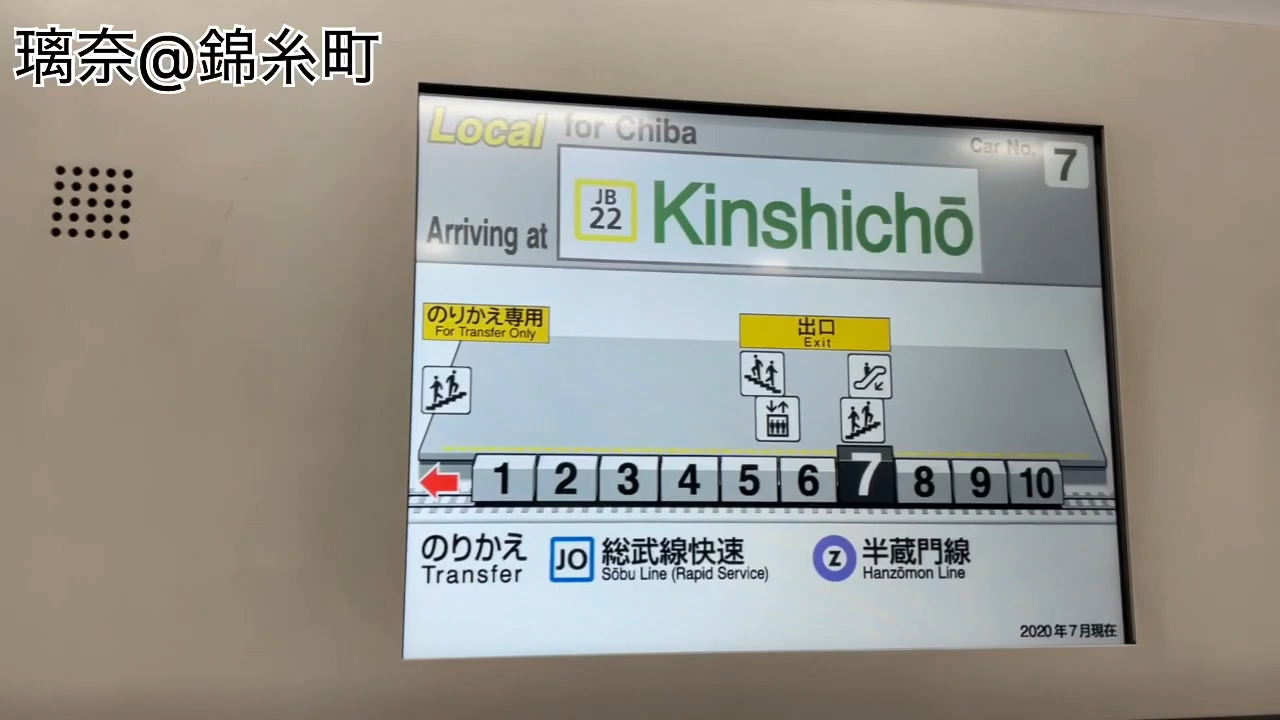 璃奈@錦糸町
Local for Chiba
Car No. 7
Arriving at
JB
22
Kinshichō
のりかえ専用
For Transfer Only
出口
Exit
1 2 3 4 5 6 7 8 9 10
のりかえ
Transfer
JO
総武線快速
Sōbu Line (Rapid Service)
Z
半蔵門線
Hanzōmon Line
2020年7月現在